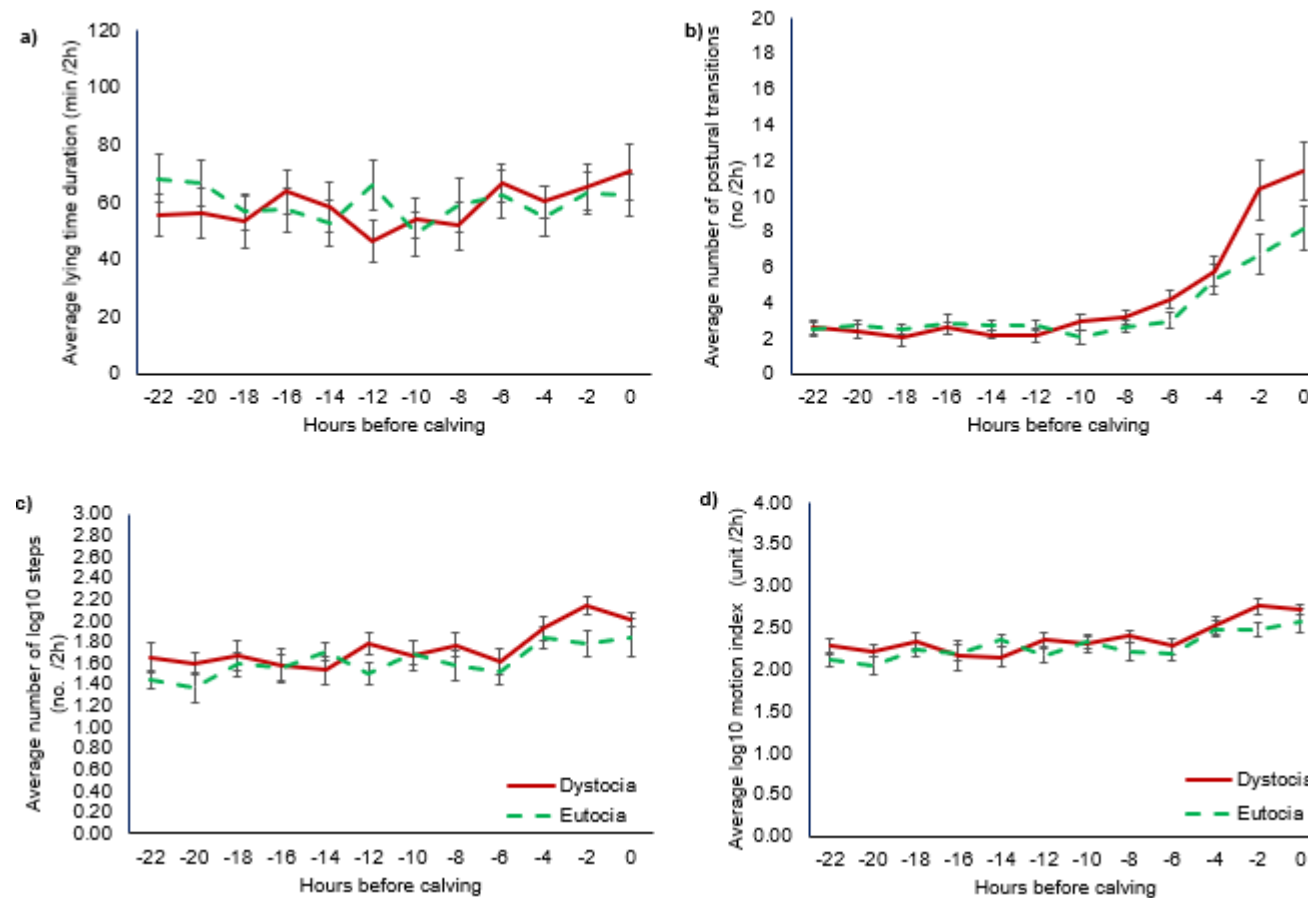 a)
Average lying time duration (min /2h)
120
100
80
60
40
20
0
-22 -20 -18 -16 -14 -12 -10 -8 -6 -4 -2 0
Hours before calving
b)
Average number of postural transitions
(no /2h)
20
18
16
14
12
10
8
6
4
2
0
-22 -20 -18 -16 -14 -12 -10 -8 -6 -4 -2 0
Hours before calving
c)
Average number of log10 steps
(no. /2h)
3.00
2.80
2.60
2.40
2.20
2.00
1.80
1.60
1.40
1.20
1.00
0.80
0.60
0.40
0.20
0.00
Dystocia
Eutocia
-22 -20 -18 -16 -14 -12 -10 -8 -6 -4 -2 0
Hours before calving
d)
Average log10 motion index (unit /2h)
4.00
3.50
3.00
2.50
2.00
1.50
1.00
0.50
0.00
Dystocia
Eutocia
-22 -20 -18 -16 -14 -12 -10 -8 -6 -4 -2 0
Hours before calving